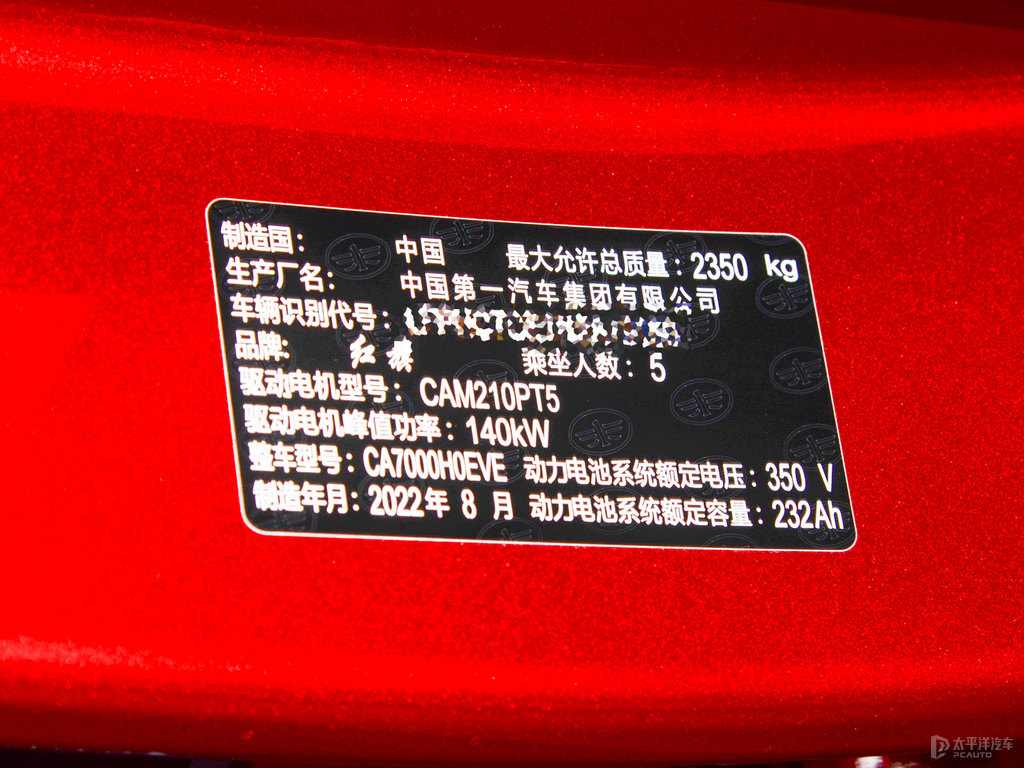 制造国： 中国 最大允许总质量：2350 kg
生产厂名： 中国第一汽车集团有限公司
车辆识别代号：
品牌: 红旗 乘坐人数：5
驱动电机型号：CAM210PT5
驱动电机峰值功率：140kW
整车型号：CA7000H0EVE 动力电池系统额定电压：350 V
制造年月：2022年 8 月 动力电池系统额定容量：232Ah
太平洋汽车
PCAUTO